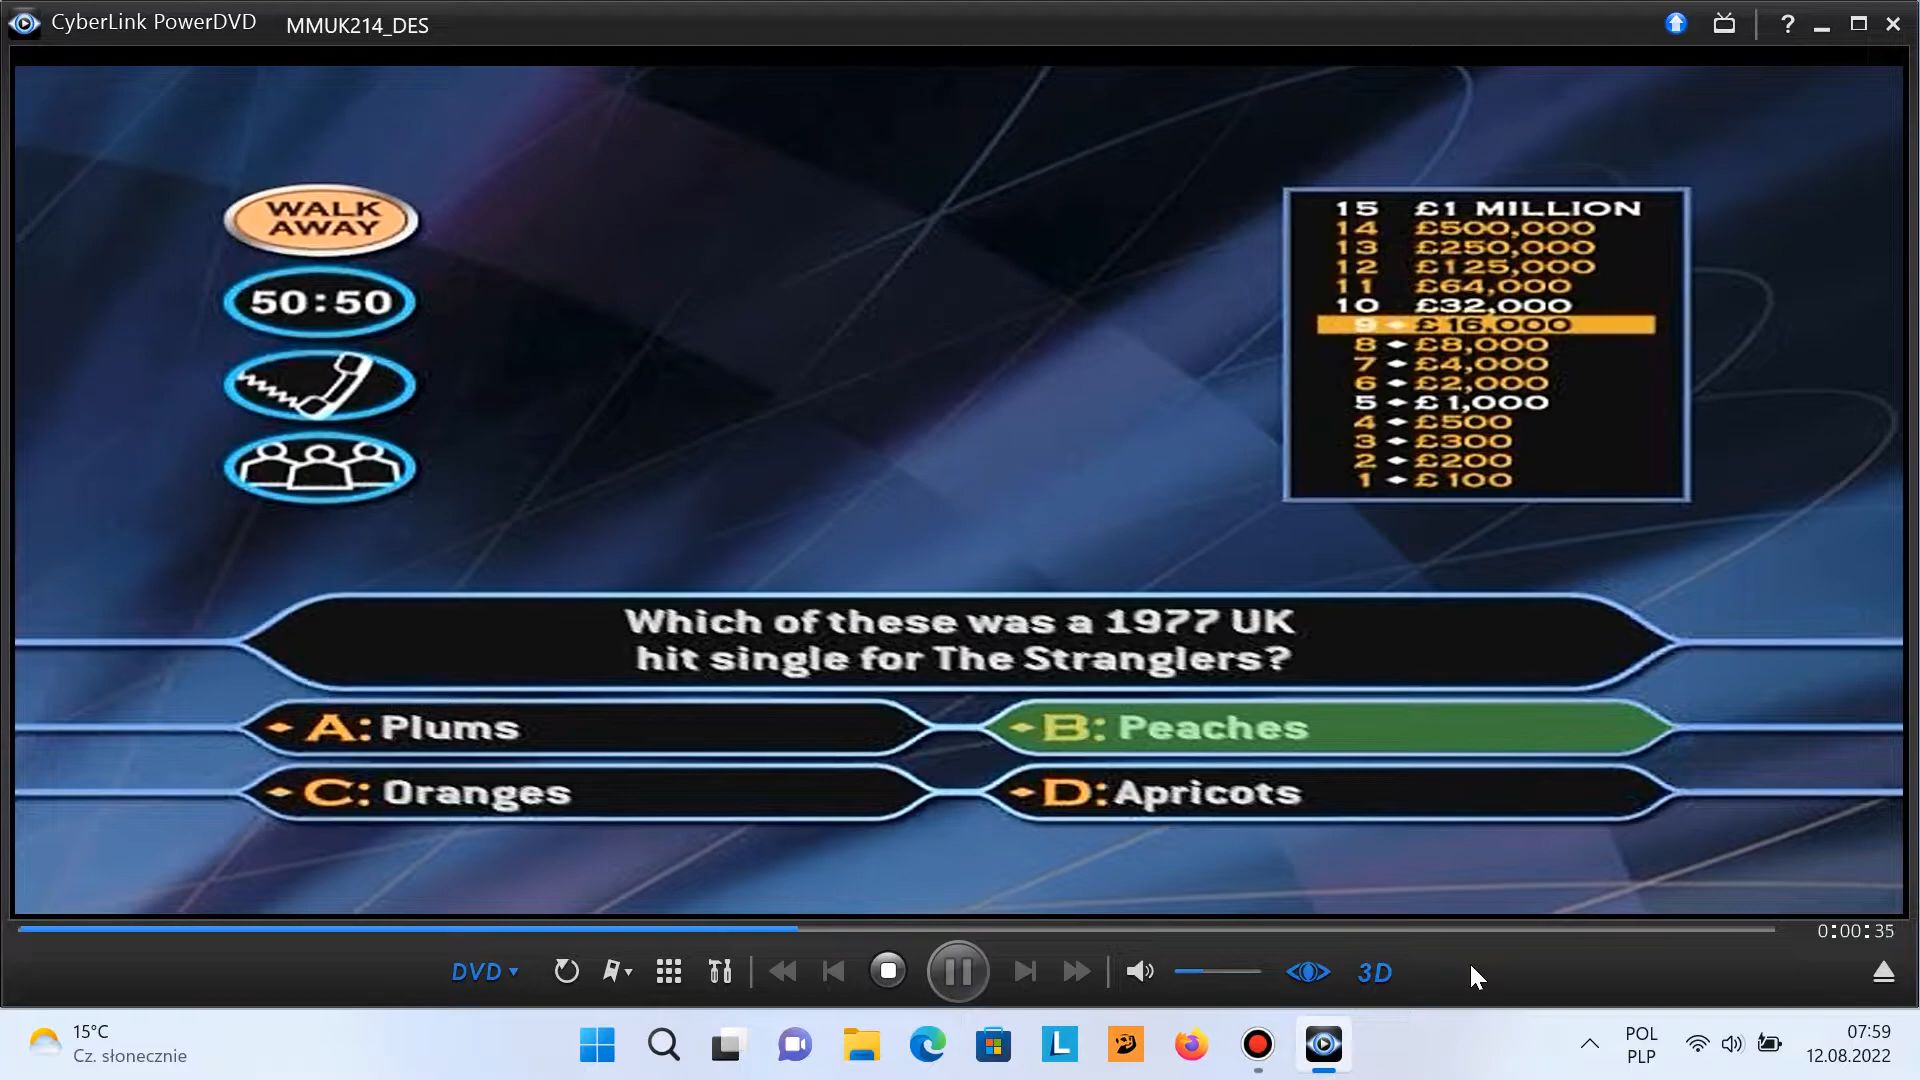 CyberLink PowerDVD MMUK214_DES
?
WALK
AWAY
50:50
15 £1 MILLION
14 £500,000
13 £250,000
12 £125,000
11 £64,000
10 £32,000
9 £16,000
8 £8,000
7 £4,000
6 £2,000
5 £1,000
4 £500
3 £300
2 £200
1 £100
Which of these was a 1977 UK
hit single for The Stranglers?
A: Plums
B: Peaches
C: Oranges
D: Apricots
0:00:35
DVD
3D
15°C
Cz. słonecznie
L
POL
PLP
07:59
12.08.2022